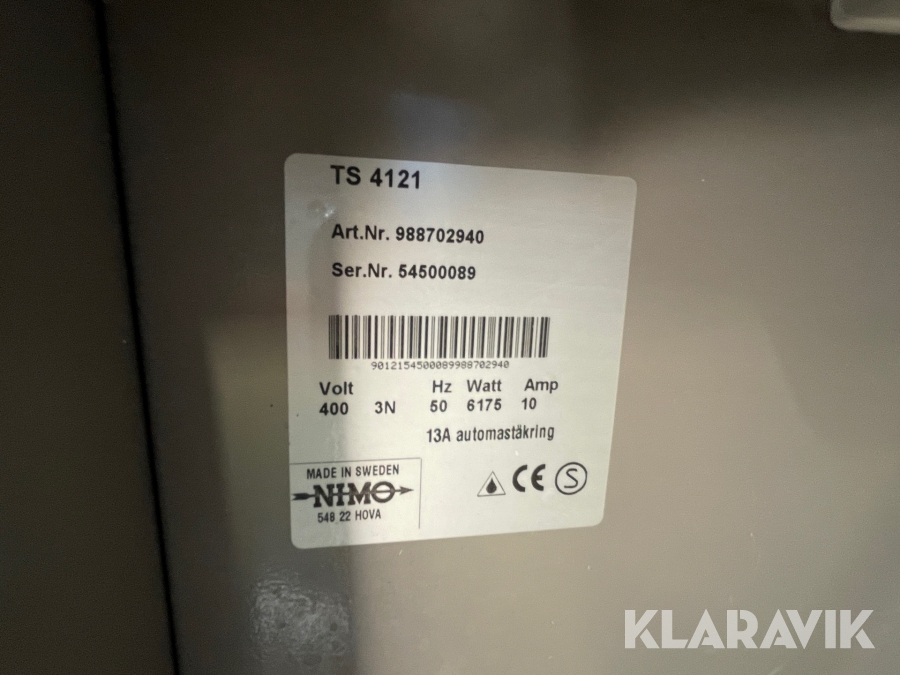 TS 4121
Art.Nr. 988702940
Ser.Nr. 54500089
9012154500089988702940
Volt Hz Watt Amp
400 3N 50 6175 10
13A automastäkring
MADE IN SWEDEN
NIMO
548 22 HOVA
CE S
KLARAVIK